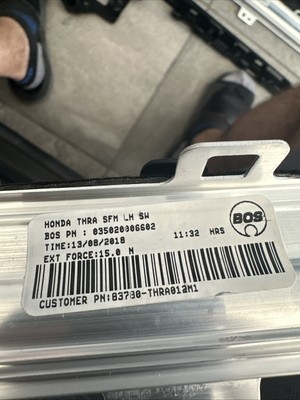 HONDA THRA SFM LH SW
BOS PN : 035020006602
TIME:13/08/2018 11:32 HRS
EXT FORCE:15.0 N
BOS
CUSTOMER PN:83780-THRA012M1